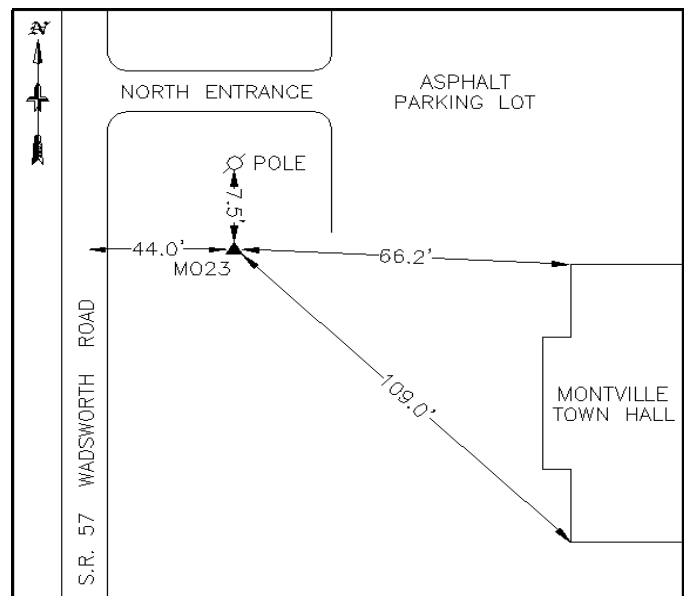 N
NORTH ENTRANCE
ASPHALT
PARKING LOT
POLE
7.5'
44.0'
66.2'
MO23
109.0'
MONTVILLE
TOWN HALL
S.R. 57 WADSWORTH ROAD